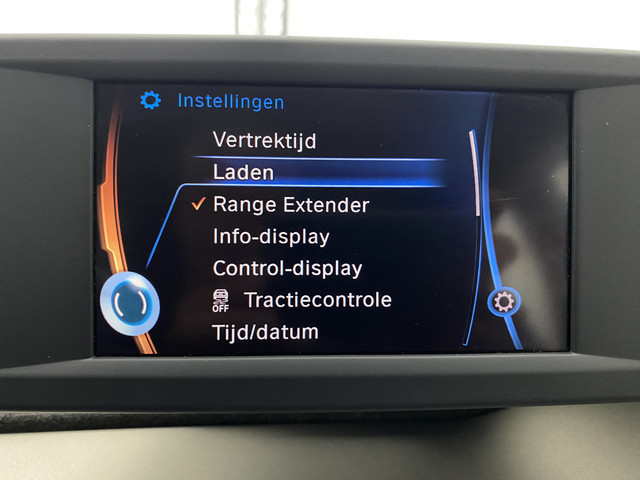 Instellingen
Vertrektijd
Laden
Range Extender
Info-display
Control-display
OFF Tractiecontrole
Tijd/datum